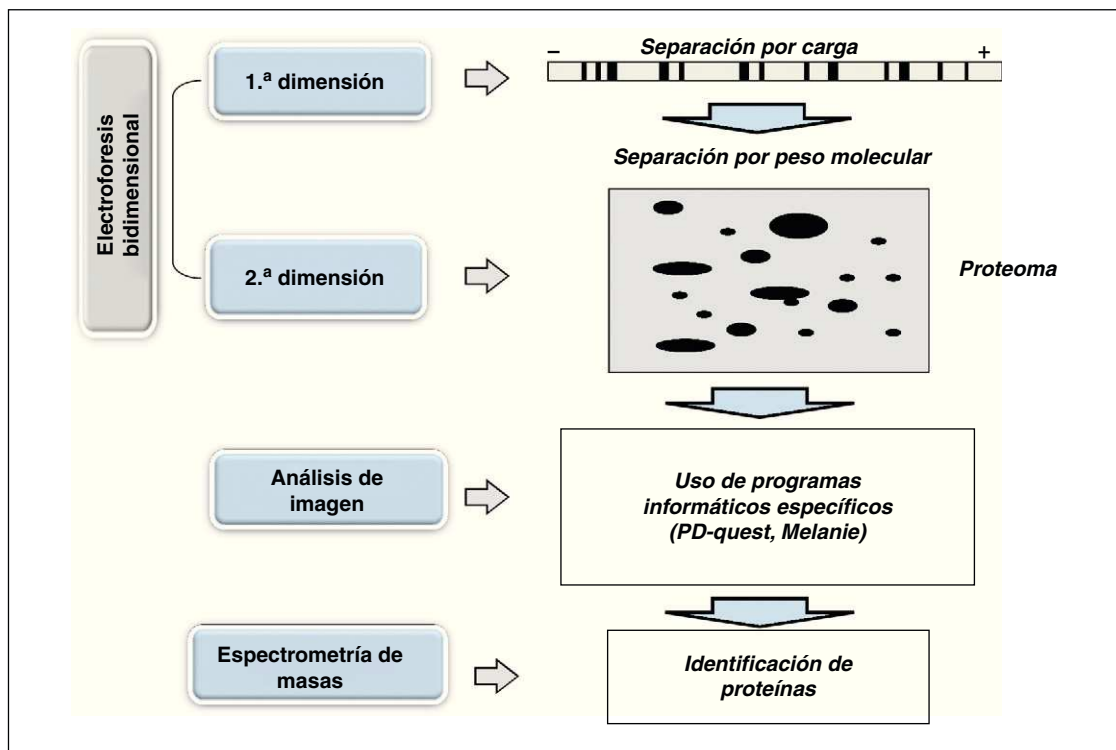 Electroforesis
bidimensional
1.ª dimensión
– Separación por carga +
Separación por peso molecular
2.ª dimensión
Proteoma
Análisis de
imagen
Uso de programas
informáticos específicos
(PD-quest, Melanie)
Espectrometría de
masas
Identificación de
proteínas